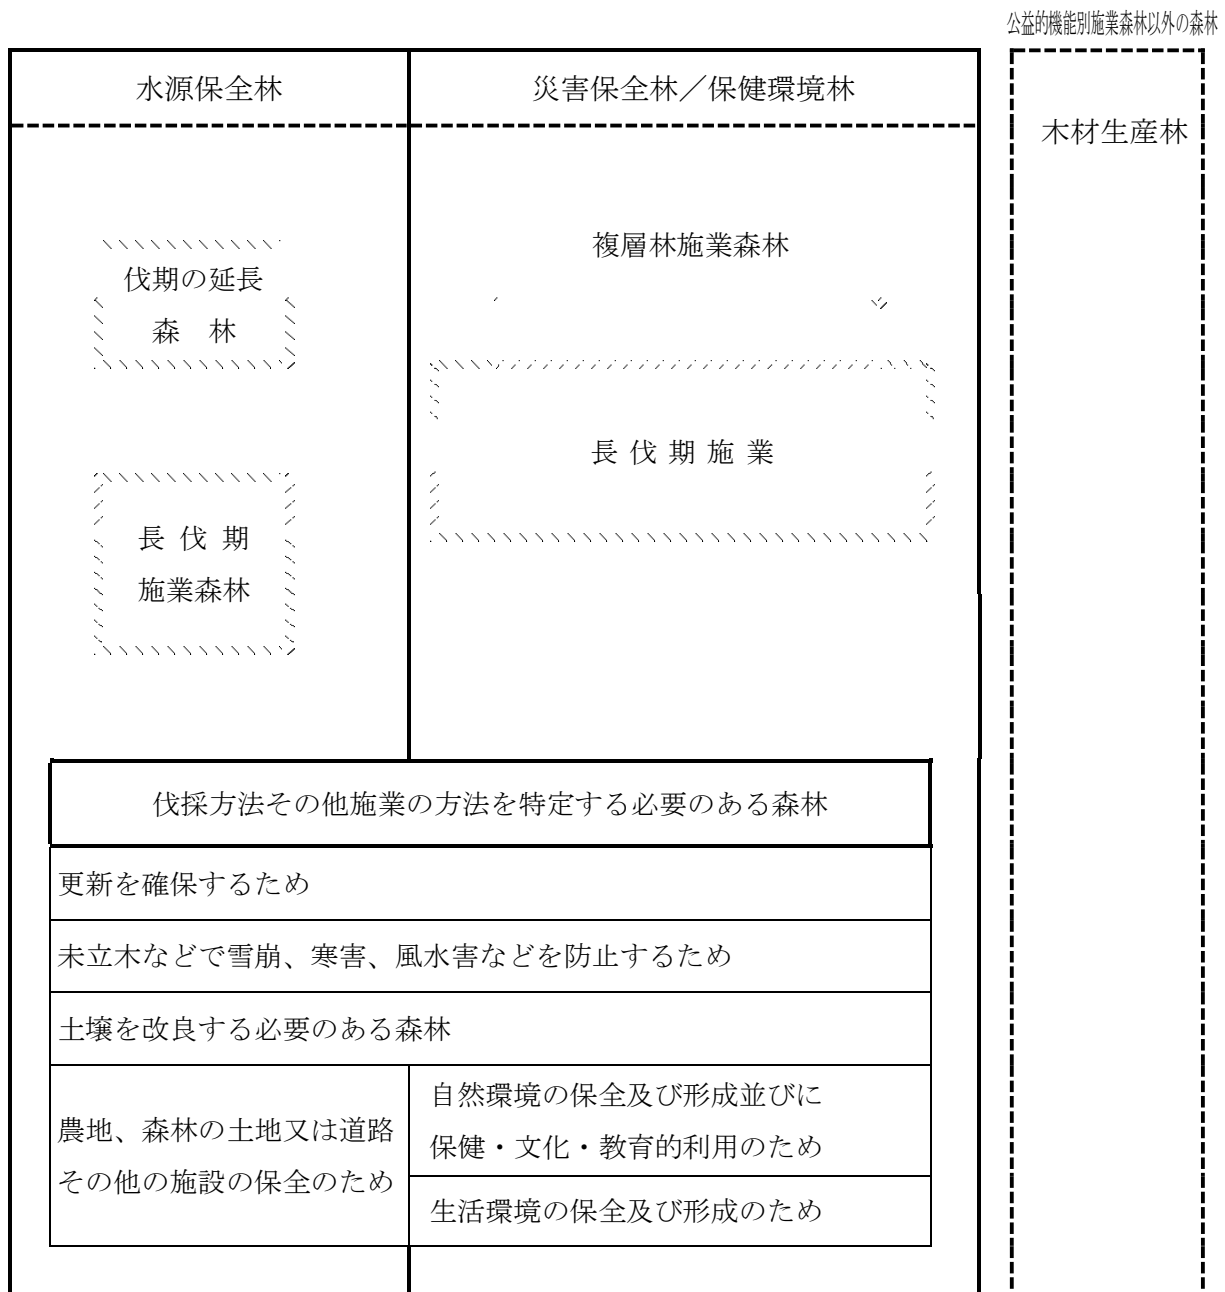 公益的機能別施業森林以外の森林
水源保全林
災害保全林／保健環境林
木材生産林
伐期の延長
森　林
長 伐 期
施業森林
複層林施業森林
長 伐 期 施 業
伐採方法その他施業の方法を特定する必要のある森林
更新を確保するため
未立木などで雪崩、寒害、風水害などを防止するため
土壌を改良する必要のある森林
農地、森林の土地又は道路
その他の施設の保全のため
自然環境の保全及び形成並びに
保健・文化・教育的利用のため
生活環境の保全及び形成のため